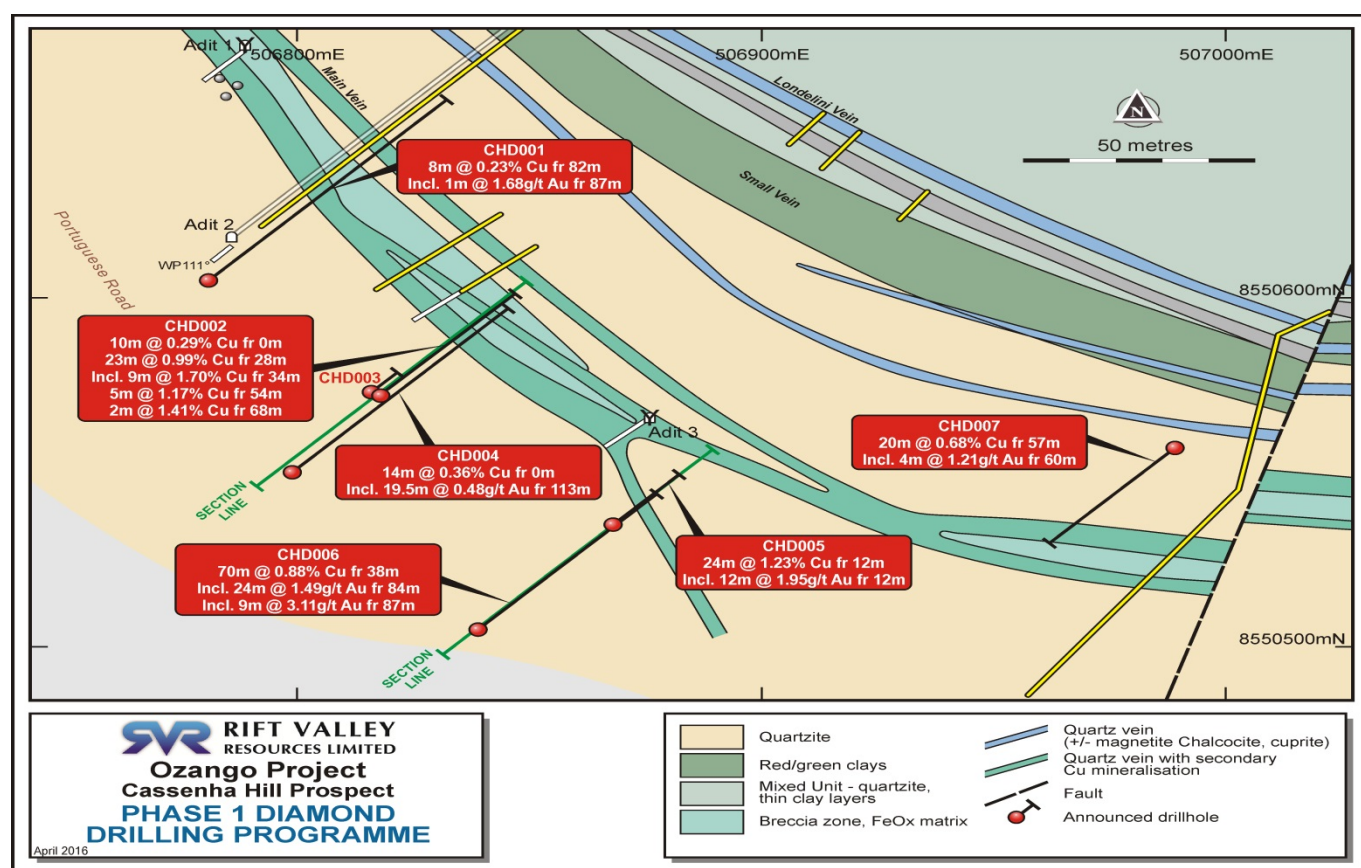 Adit 1
506800mE
506900mE
507000mE
Main Vein
Londelini Vein
N
50 metres
CHD001
8m @ 0.23% Cu fr 82m
Incl. 1m @ 1.68g/t Au fr 87m
Small Vein
Portuguese Road
Adit 2
WP111°
8550600mN
CHD002
10m @ 0.29% Cu fr 0m
23m @ 0.99% Cu fr 28m
Incl. 9m @ 1.70% Cu fr 34m
5m @ 1.17% Cu fr 54m
2m @ 1.41% Cu fr 68m
CHD003
Adit 3
CHD007
20m @ 0.68% Cu fr 57m
Incl. 4m @ 1.21g/t Au fr 60m
CHD004
14m @ 0.36% Cu fr 0m
Incl. 19.5m @ 0.48g/t Au fr 113m
SECTION
LINE
CHD006
70m @ 0.88% Cu fr 38m
Incl. 24m @ 1.49g/t Au fr 84m
Incl. 9m @ 3.11g/t Au fr 87m
CHD005
24m @ 1.23% Cu fr 12m
Incl. 12m @ 1.95g/t Au fr 12m
8550500mN
SECTION
LINE
SVR RIFT VALLEY
RESOURCES LIMITED
Ozango Project
Cassenha Hill Prospect
PHASE 1 DIAMOND
DRILLING PROGRAMME
April 2016
Quartzite
Red/green clays
Mixed Unit - quartzite,
thin clay layers
Breccia zone, FeOx matrix
Quartz vein
(+/- magnetite Chalcocite, cuprite)
Quartz vein with secondary
Cu mineralisation
Fault
Announced drillhole